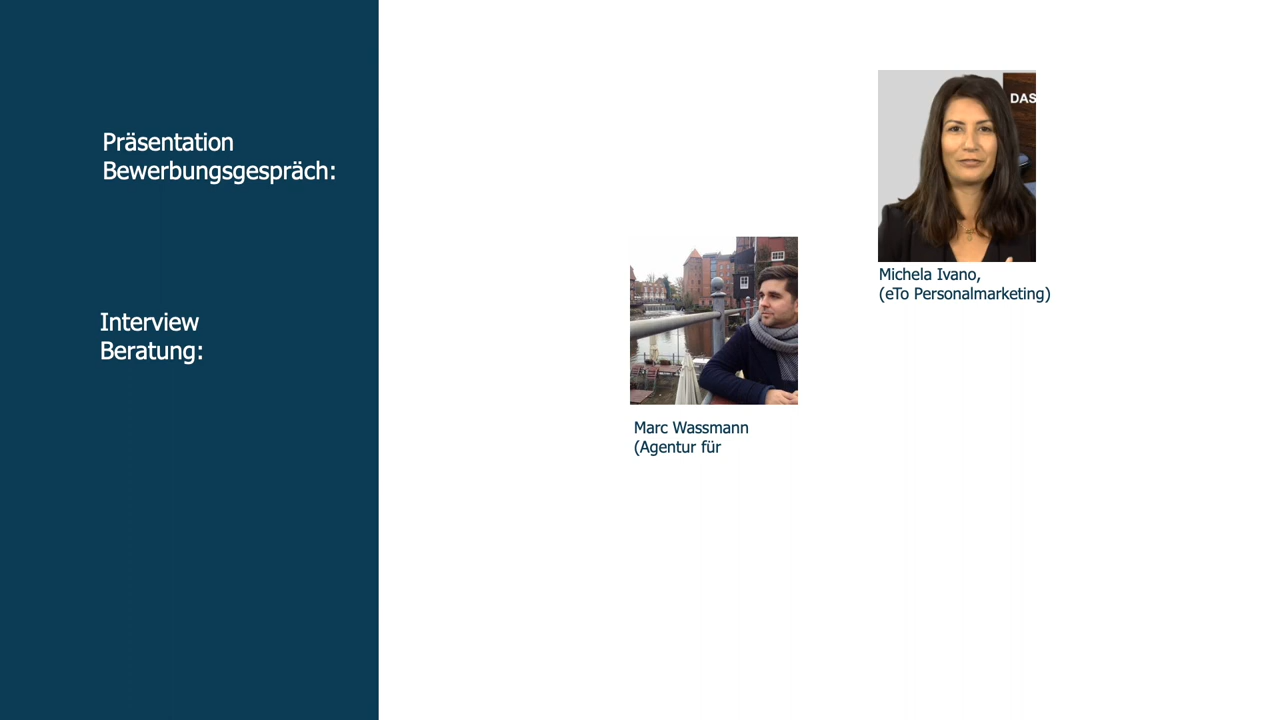 Präsentation
Bewerbungsgespräch:
DAS
Michela Ivano,
(eTo Personalmarketing)
Interview
Beratung:
Marc Wassmann
(Agentur für